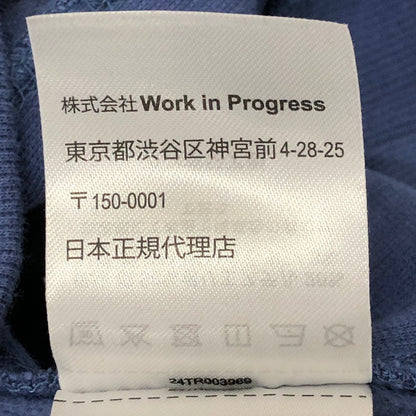 株式会社Work in Progress
東京都渋谷区神宮前4-28-25
〒150-0001
日本正規代理店
24TR003969